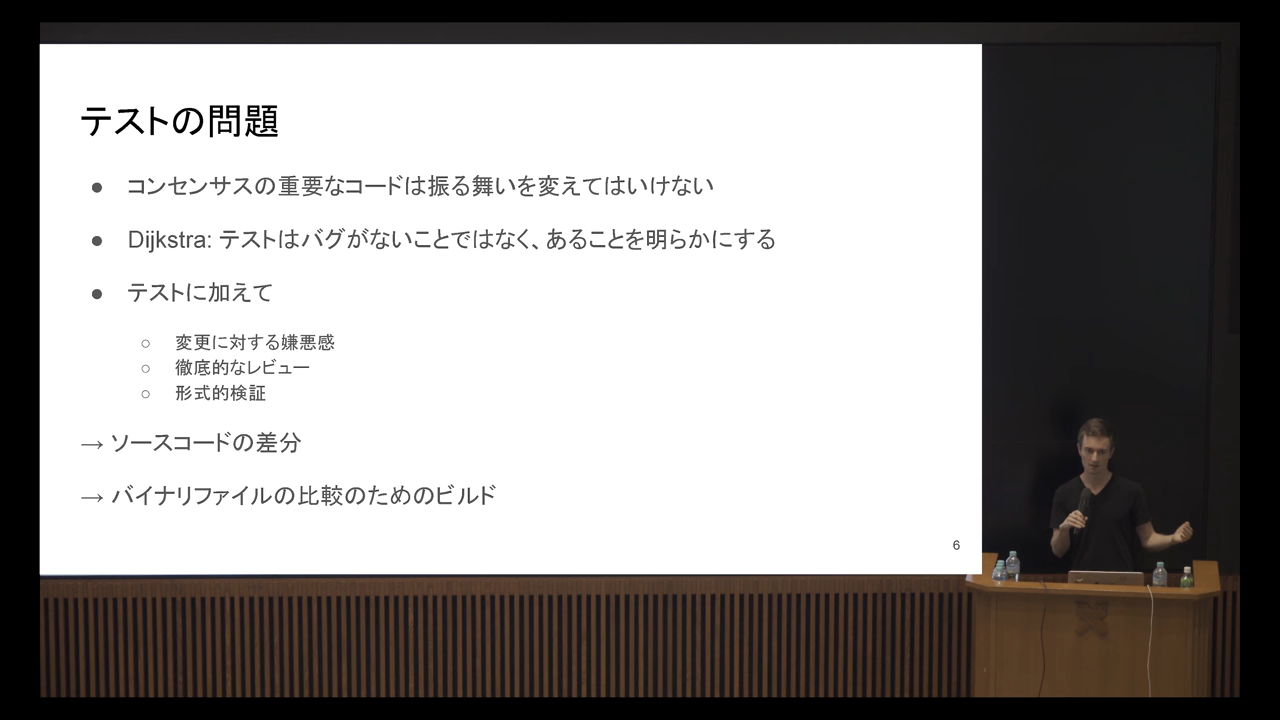 テストの問題
● コンセンサスの重要なコードは振る舞いを変えてはいけない
● Dijkstra: テストはバグがないことではなく、あることを明らかにする
● テストに加えて
○ 変更に対する嫌悪感
○ 徹底的なレビュー
○ 形式的検証
→ ソースコードの差分
→ バイナリファイルの比較のためのビルド
6